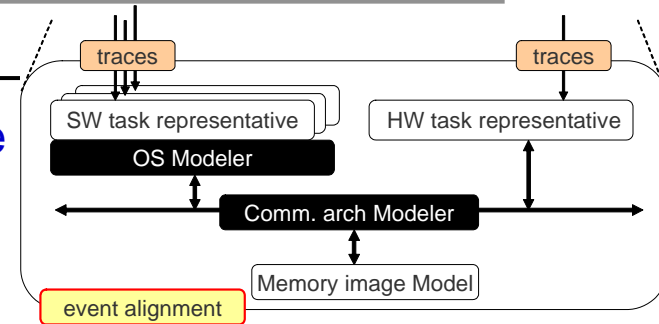 traces
traces
SW task representative
HW task representative
e
OS Modeler
Comm. arch Modeler
Memory image Model
event alignment